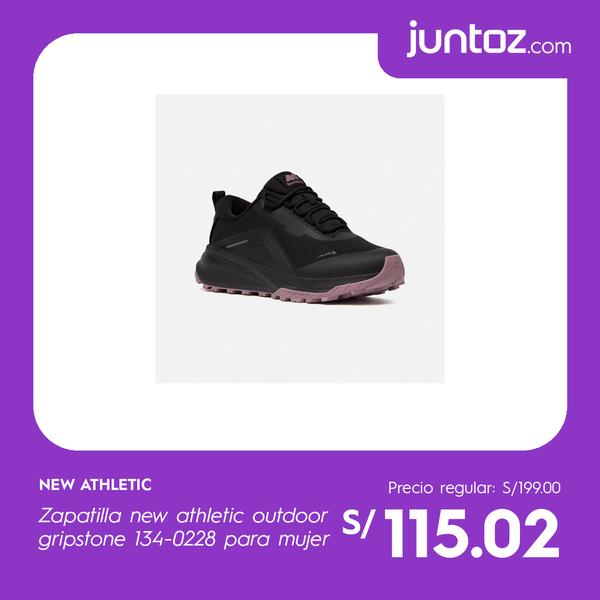 juntoz.com
NEW ATHLETIC
Zapatilla new athletic outdoor
gripstone 134-0228 para mujer
Precio regular: S/199.00
S/115.02